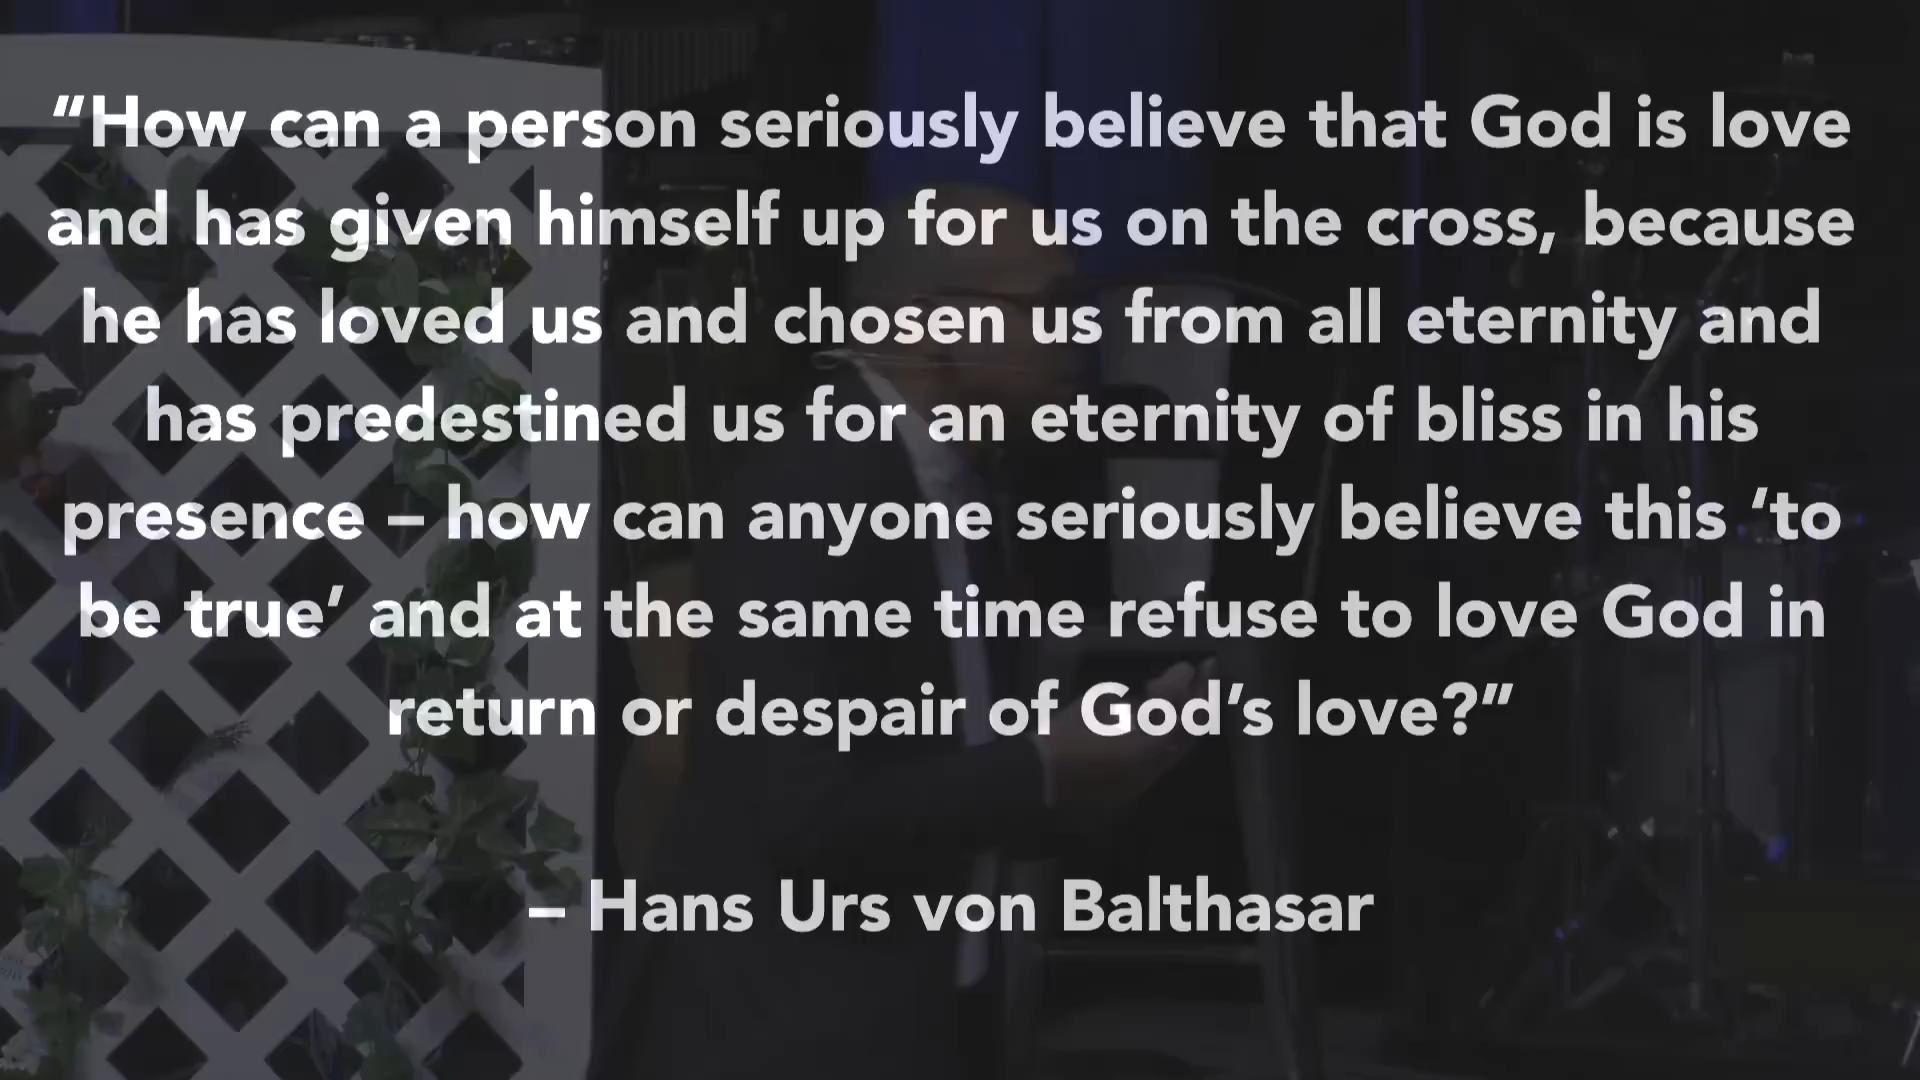 “How can a person seriously believe that God is love
and has given himself up for us on the cross, because
he has loved us and chosen us from all eternity and
has predestined us for an eternity of bliss in his
presence – how can anyone seriously believe this ‘to
be true’ and at the same time refuse to love God in
return or despair of God’s love?”
– Hans Urs von Balthasar